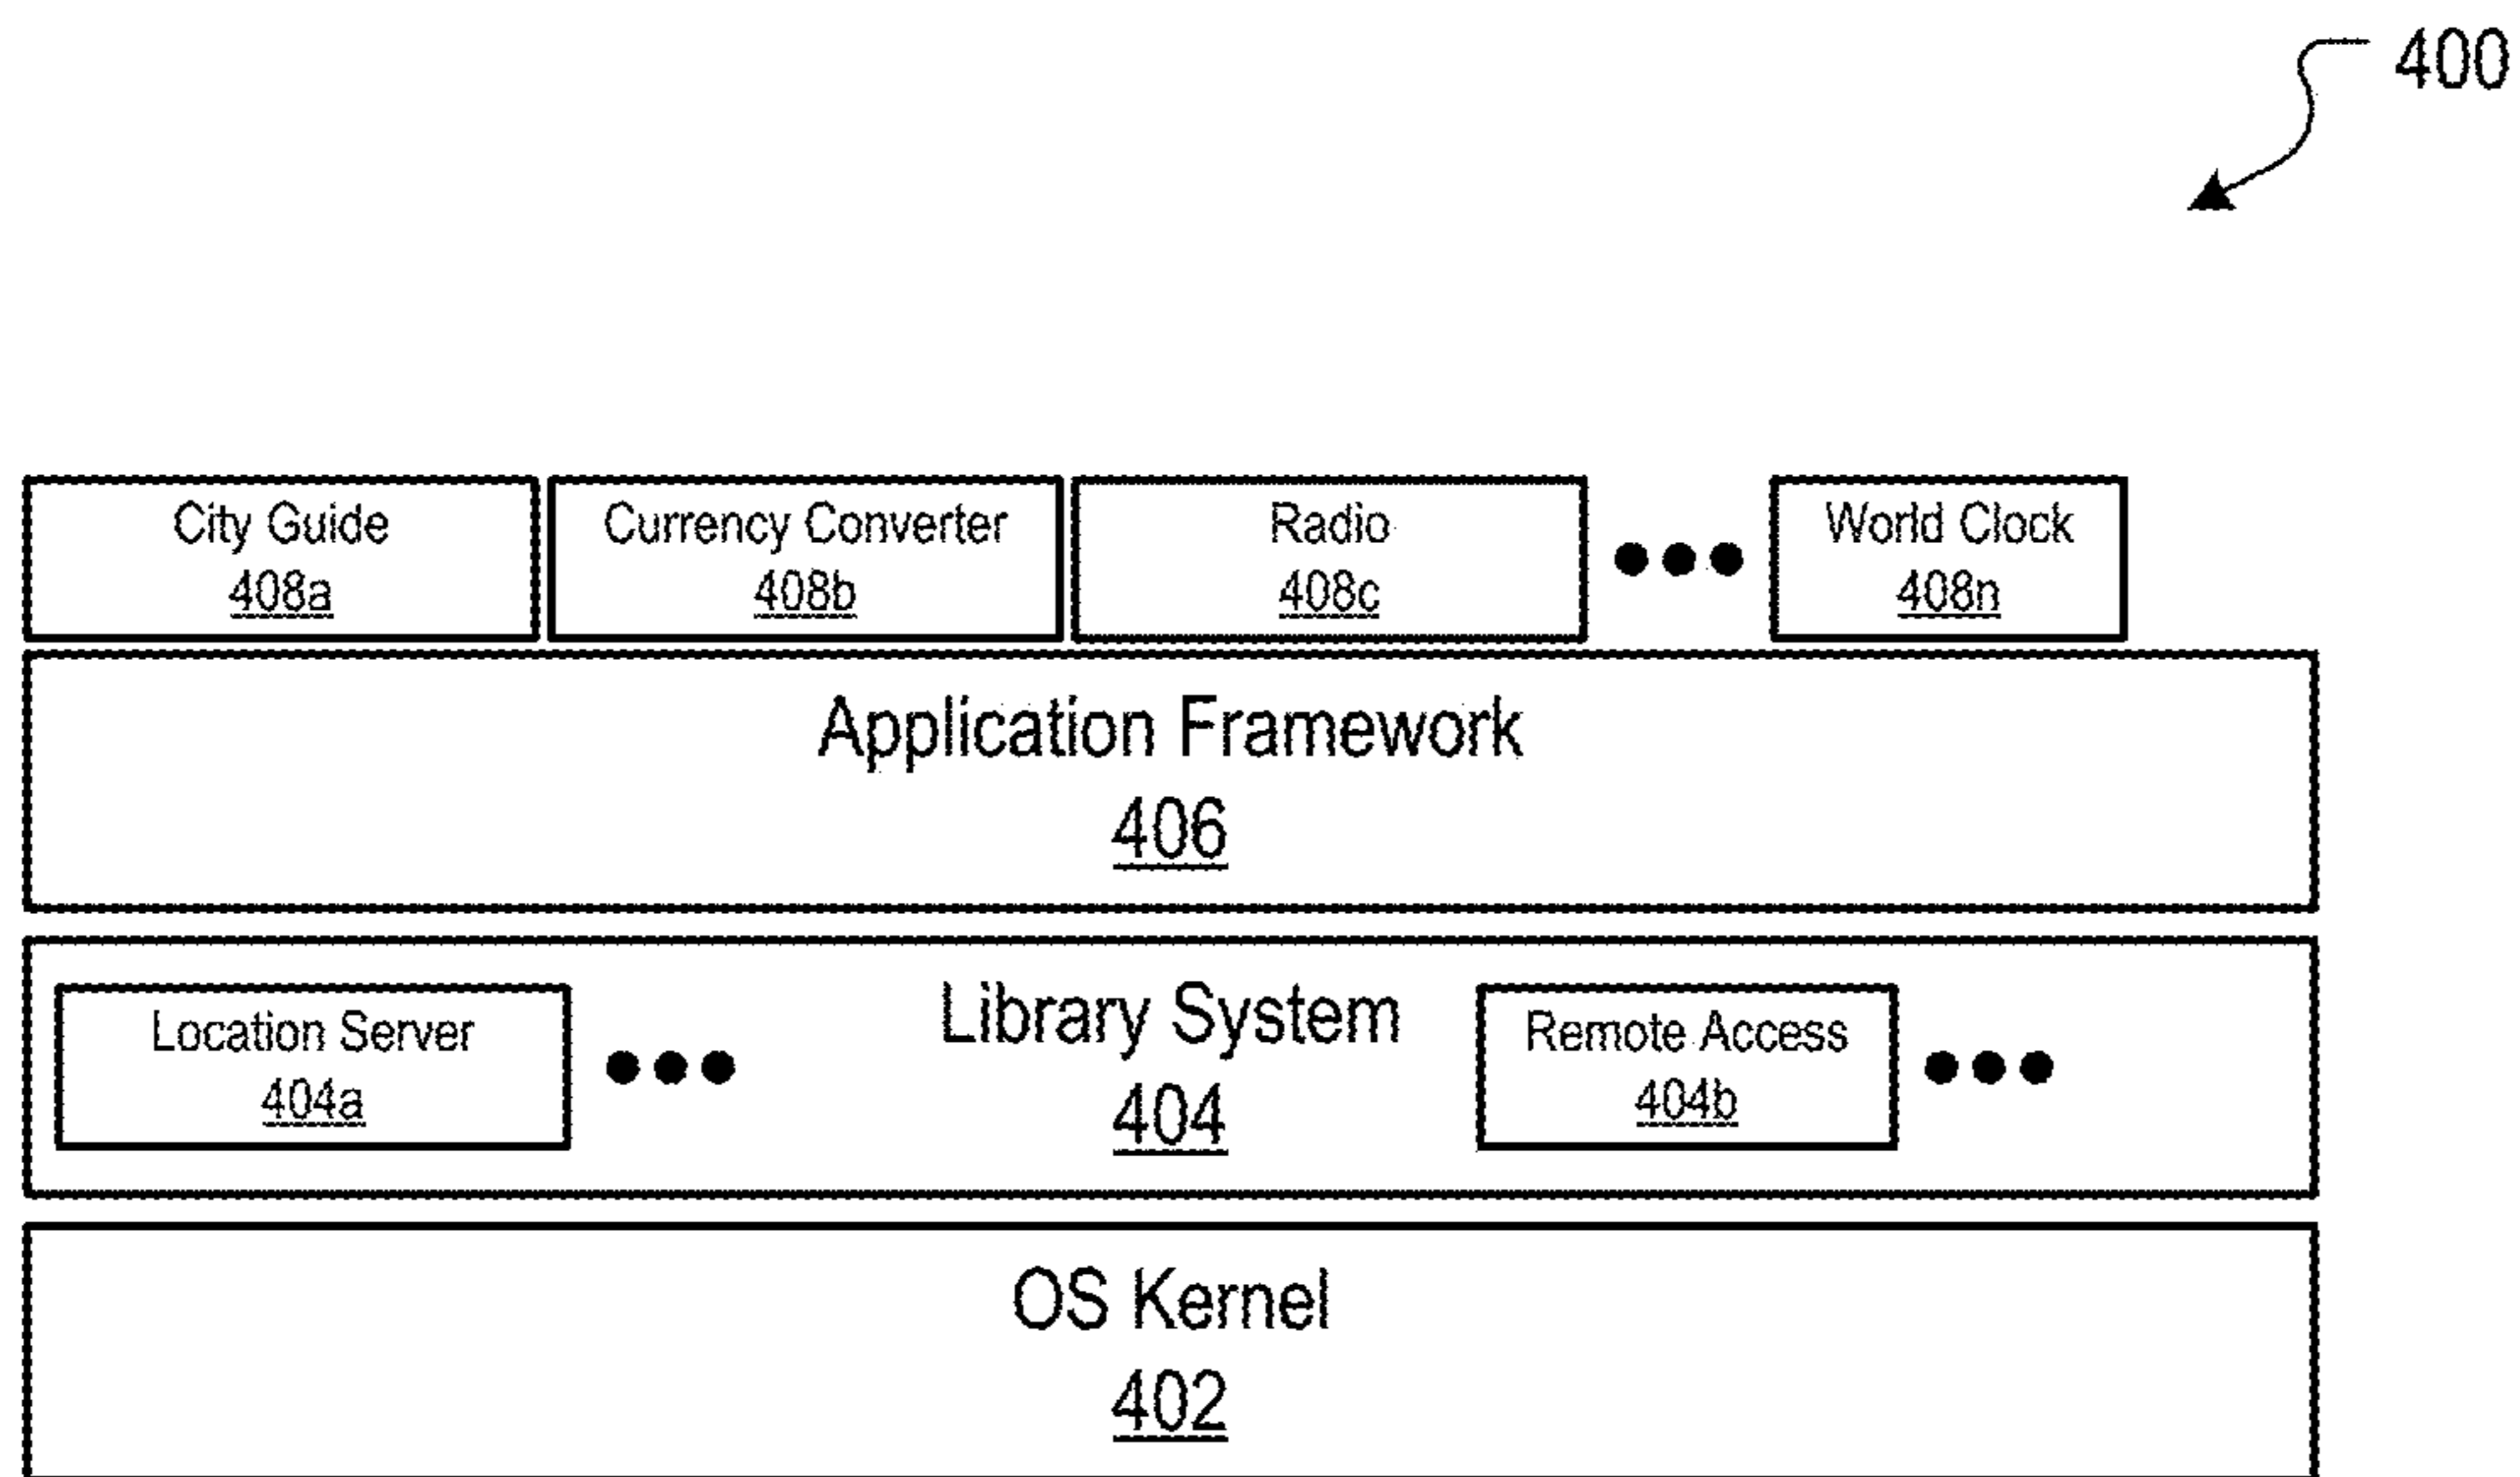 400
City Guide
408a
Currency Converter
408b
Radio
408c
World Clock
408n
Application Framework
406
Location Server
404a
Library System
404
Remote Access
404b
OS Kernel
402